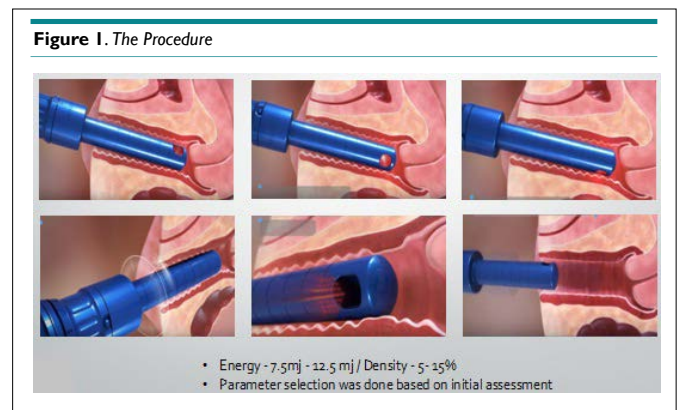 Figure 1. The Procedure
• Energy - 7.5mj - 12.5 mj / Density - 5- 15%
• Parameter selection was done based on initial assessment